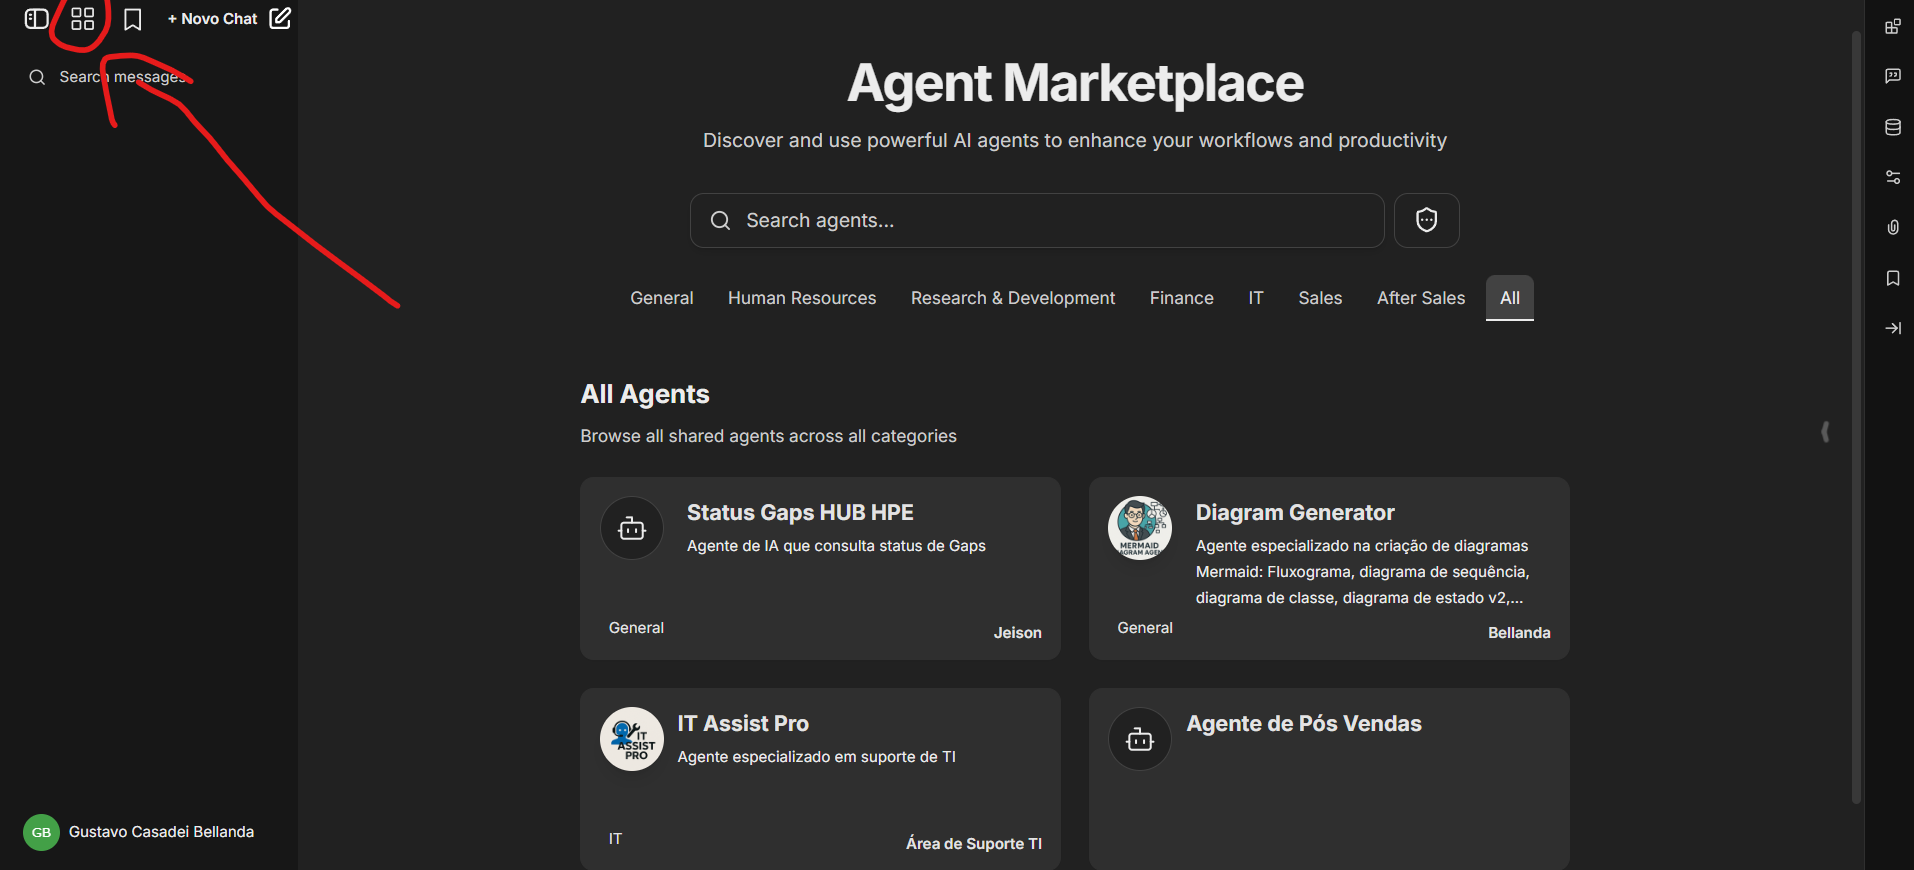 + Novo Chat
Search messages
Agent Marketplace
Discover and use powerful AI agents to enhance your workflows and productivity
Search agents...
General
Human Resources
Research & Development
Finance
IT
Sales
After Sales
All
All Agents
Browse all shared agents across all categories
Status Gaps HUB HPE
Agente de IA que consulta status de Gaps
General
Jeison
MERMAID
Diagram Generator
Agente especializado na criação de diagramas
Mermaid: Fluxograma, diagrama de sequência,
diagrama de classe, diagrama de estado v2,...
General
Bellanda
IT
ASSIST
PRO
IT Assist Pro
Agente especializado em suporte de TI
IT
Área de Suporte TI
Agente de Pós Vendas
GB
Gustavo Casadei Bellanda